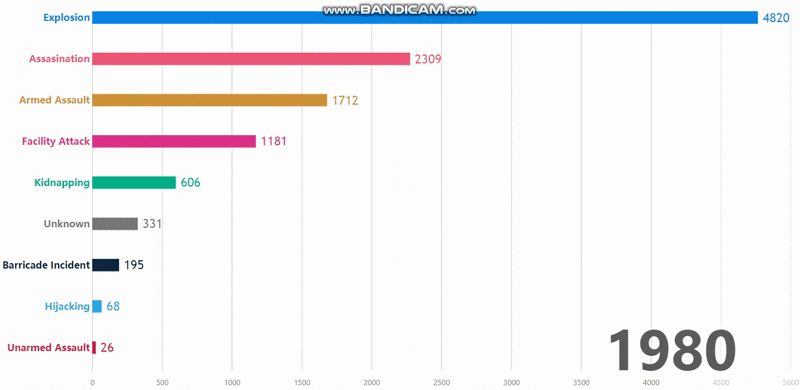 www.BANDICAM.com
Explosion 4820
Assasination 2309
Armed Assault 1712
Facility Attack 1181
Kidnapping 606
Unknown 331
Barricade Incident 195
Hijacking 68
Unarmed Assault 26
1980
0 500 1000 1500 2000 2500 3000 3500 4000 4500 5000